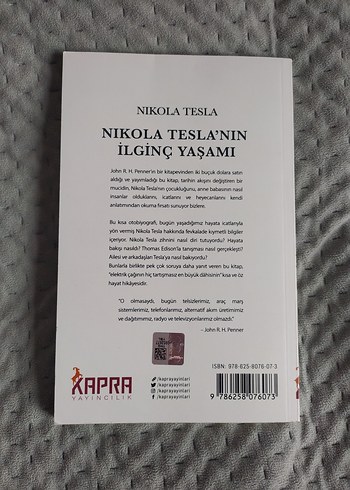 NIKOLA TESLA
NIKOLA TESLA'NIN
İLGİNÇ YAŞAMI
John R. H. Penner'in bir kitapevinden iki buçuk dolara satın
aldığı ve yayımladığı bu kitap, tarihin akışını değiştiren bir
mucidin, Nikola Tesla'nın çocukluğunu, anne babasının nasıl
insanlar olduklarını, icatlarını ve heyecanlarını kendi
anlatımından okuma fırsatı sunuyor bizlere.
Bu kısa otobiyografi, bugün yaşadığımız hayata icatlarıyla
yön vermiş Nikola Tesla hakkında fevkalade kıymetli bilgiler
içeriyor. Nikola Tesla zihnini nasıl diri tutuyordu? Hayata
bakışı nasıldı? Thomas Edison'la tanışması nasıl gerçekleşti?
Ailesi ve arkadaşları Tesla'ya nasıl bakıyordu?
Bunlarla birlikte pek çok soruya daha yanıt veren bu kitap,
"elektrik çağının hiç tartışmasız en büyük dâhisinin" kısa ve öz
hayat hikâyesidir.
"O olmasaydı, bugün telsizlerimiz, araç marş
sistemlerimiz, telefonlarımız, alternatif akım üretimimiz
ve dağıtımımız, radyo ve televizyonlarımız olmazdı."
- John R. H. Penner
KAPRA
YAYINCILIK
/kaprayayinlari
/kaprayayinlari
/kaprayayinlari
/kaprayayinlari
ISBN: 978-625-8076-07-3
9 786258 076073